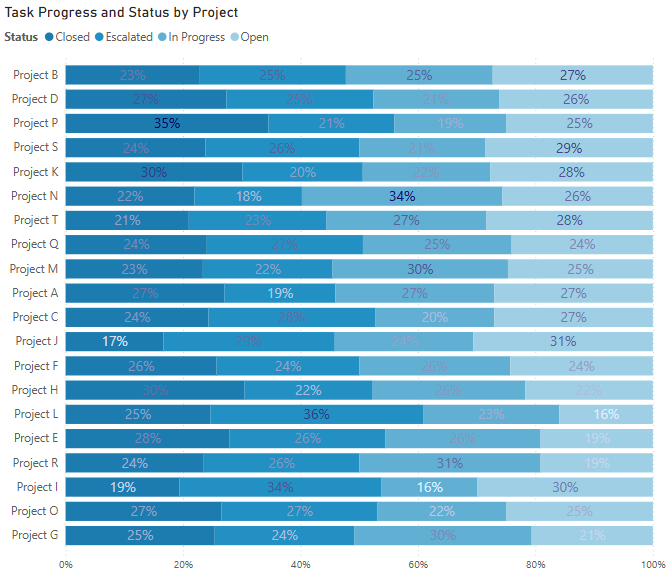 Task Progress and Status by Project
Status Closed Escalated In Progress Open
Project B 23% 25% 25% 27%
Project D 27% 25% 21% 26%
Project P 35% 21% 19% 25%
Project S 24% 26% 21% 29%
Project K 30% 20% 22% 28%
Project N 22% 18% 34% 26%
Project T 21% 23% 27% 28%
Project Q 24% 27% 25% 24%
Project M 23% 22% 30% 25%
Project A 27% 19% 27% 27%
Project C 24% 28% 20% 27%
Project J 17% 29% 24% 31%
Project F 26% 24% 26% 24%
Project H 30% 22% 26% 22%
Project L 25% 36% 23% 16%
Project E 28% 26% 26% 19%
Project R 24% 26% 31% 19%
Project I 19% 34% 16% 30%
Project O 27% 27% 22% 25%
Project G 25% 24% 30% 21%
0% 20% 40% 60% 80% 100%